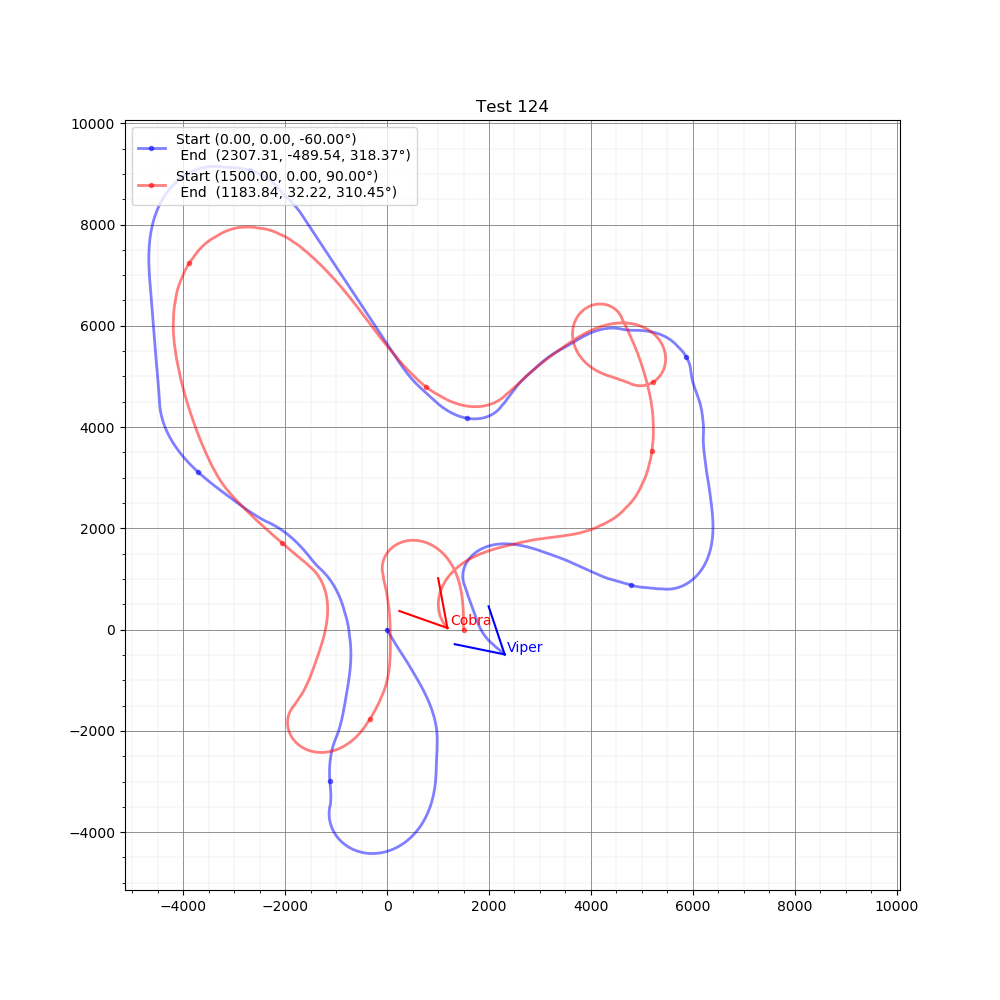 Test 124
Start (0.00, 0.00, -60.00°)
End  (2307.31, -489.54, 318.37°)
Start (1500.00, 0.00, 90.00°)
End  (1183.84, 32.22, 310.45°)
10000
8000
6000
4000
2000
0
−2000
−4000
Cobra
Viper
−4000 −2000 0 2000 4000 6000 8000 10000